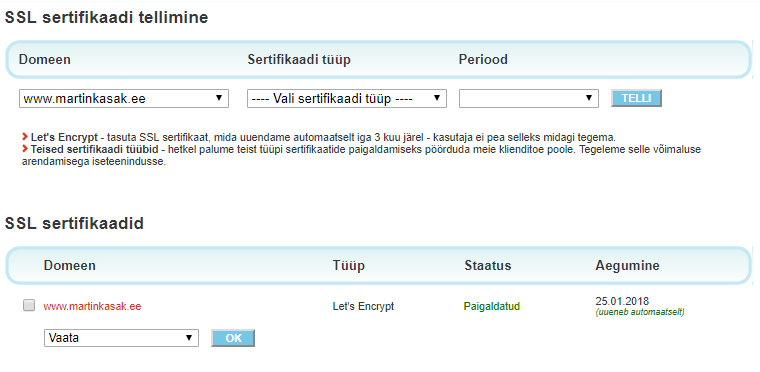 SSL sertifikaadi tellimine
Domeen Sertifikaadi tüüp Periood
www.martinkasak.ee ---- Vali sertifikaadi tüüp ---- TELLI
Let's Encrypt - tasuta SSL sertifikaat, mida uuendame automaatselt iga 3 kuu järel - kasutaja ei pea selleks midagi tegema.
Teised sertifikaadi tüübid - hetkel palume teist tüüpi sertifikaatide paigaldamiseks pöörduda meie klienditoe poole. Tegeleme selle võimaluse
arendamisega iseteenindusse.
SSL sertifikaadid
Domeen Tüüp Staatus Aegumine
www.martinkasak.ee Let's Encrypt Paigaldatud 25.01.2018
(uueneb automaatselt)
Vaata OK